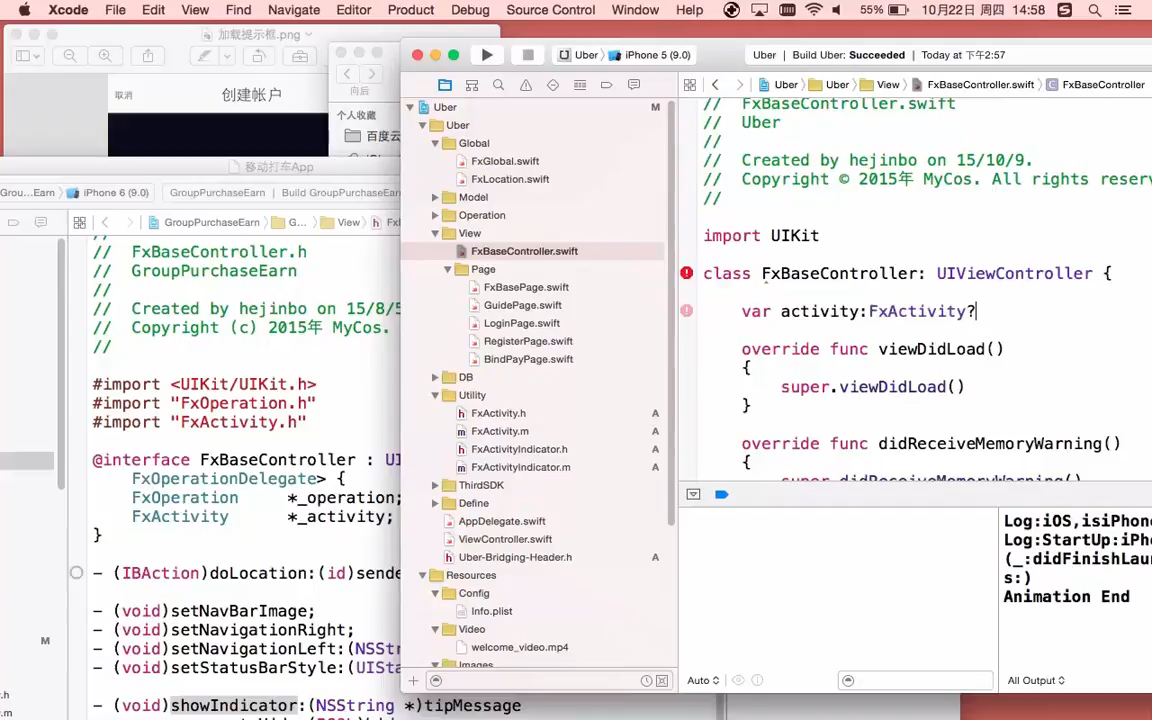 Xcode File Edit View Find Navigate Editor Product Debug Source Control Window Help 55% 10月22日 周四 14:58
加载提示框.png
取消 创建帐户
向后
个人收藏
百度云
移动打车App
GroupPurchaseEarn
Uber iPhone 5 (9.0) Uber Build Uber: Succeeded Today at 下午2:57
Uber Uber View FxBaseController.swift FxBaseController
Uber M
Uber
Global
FxGlobal.swift
FxLocation.swift
Model
Operation
View
FxBaseController.swift
Page
FxBasePage.swift
GuidePage.swift
LoginPage.swift
RegisterPage.swift
BindPayPage.swift
DB
Utility
FxActivity.h A
FxActivity.m A
FxActivityIndicator.h A
FxActivityIndicator.m A
ThirdSDK
Define
AppDelegate.swift
ViewController.swift
Uber-Bridging-Header.h A
Resources
Config
Info.plist
Video
welcome_video.mp4
Images
// FxBaseController.swift
// Uber
//
// Created by hejinbo on 15/10/9.
// Copyright © 2015年 MyCos. All rights reserv
//
import UIKit
class FxBaseController: UIViewController {
var activity:FxActivity?
override func viewDidLoad()
{
super.viewDidLoad()
}
override func didReceiveMemoryWarning()
{
super.didReceiveMemoryWarning()
Auto
All Output
Log:iOS,isiPhon
Log:StartUp:iPh
(_:didFinishLau
s:)
Animation End
...Earn iPhone 6 (9.0) GroupPurchaseEarn Build GroupPurchaseEarn
GroupPurchaseEarn G... View
//
// FxBaseController.h
// GroupPurchaseEarn
//
// Created by hejinbo on 15/8/5
// Copyright (c) 2015年 MyCos.
//
#import <UIKit/UIKit.h>
#import "FxOperation.h"
#import "FxActivity.h"
@interface FxBaseController : UI
FxOperationDelegate> {
FxOperation *_operation;
FxActivity *_activity;
}
- (IBAction)doLocation:(id)sende
- (void)setNavBarImage;
- (void)setNavigationRight;
- (void)setNavigationLeft:(NSStr
- (void)setStatusBarStyle:(UISta
- (void)showIndicator:(NSString *)tipMessage
M
.h
.m